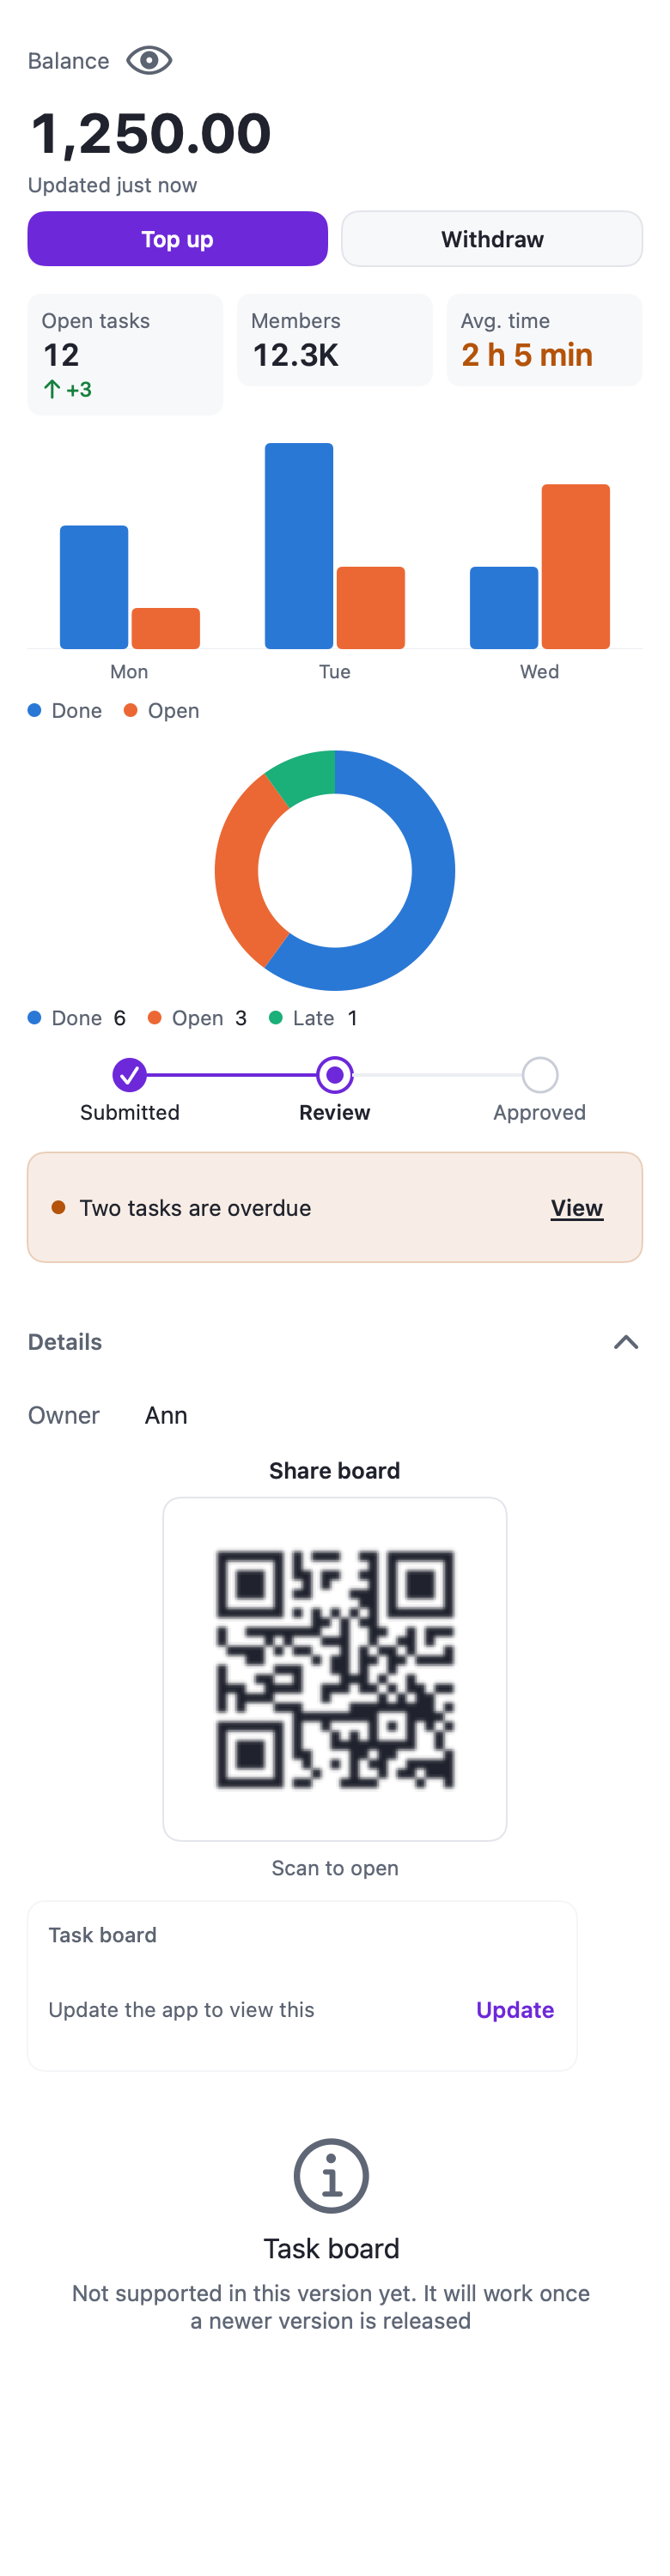 Balance
1,250.00
Updated just now
Top up
Withdraw
Open tasks
12
↑ +3
Members
12.3K
Avg. time
2 h 5 min
Mon
Tue
Wed
Done
Open
Done 6
Open 3
Late 1
Submitted
Review
Approved
Two tasks are overdue
View
Details
Owner
Ann
Share board
Scan to open
Task board
Update the app to view this
Update
Task board
Not supported in this version yet. It will work once
a newer version is released